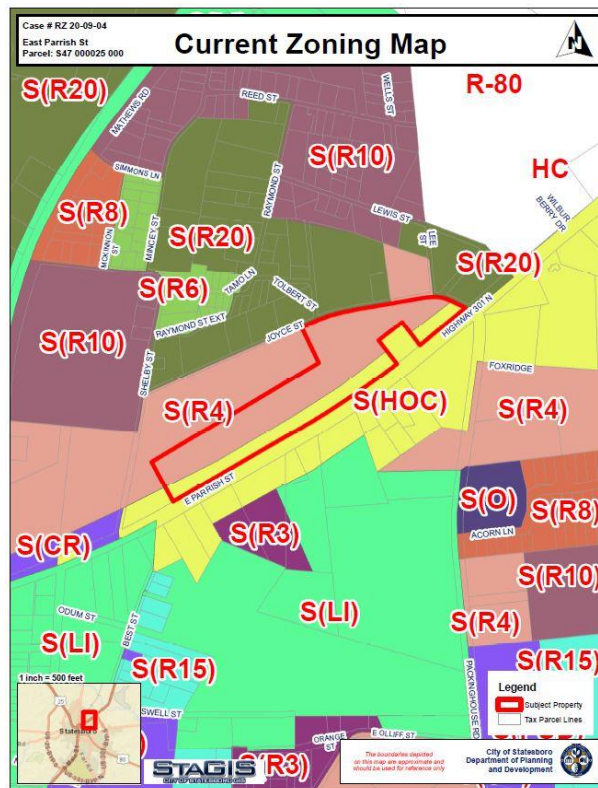 Case # RZ 20-09-04
East Parrish St
Parcel: S47 000025 000
Current Zoning Map
N
S(R20)
MATHEWS RD
REED ST
WELLS ST
R-80
S(R10)
HC
SIMMONS LN
RAYMOND ST
WILBUR
BERRY DR
S(R8)
MCKINNON
ST
MINCEY ST
S(R20)
LEWIS ST
LEE
ST
S(R20)
S(R6)
TAMO LN
TOLBERT ST
HIGHWAY 301 N
RAYMOND ST EXT
JOYCE ST
S(R10)
SHELBY ST
FOXRIDGE
S(R4)
S(HOC)
S(R4)
E PARRISH ST
S(O)
S(R8)
S(CR)
S(R3)
ACORN LN
S(R10)
ODUM ST
BEST ST
S(LI)
S(LI)
S(R4)
S(R15)
S(R15)
PACKINGHOUSE RD
1 inch = 500 feet
Legend
Subject Property
Tax Parcel Lines
Statesboro
SWELL ST
ORANGE
ST
E OLLIFF ST
S(R3)
STAGIS
CITY OF STATESBORO GIS
The boundaries depicted
on this map are approximate and
should be used for reference only
City of Statesboro
Department of Planning
and Development